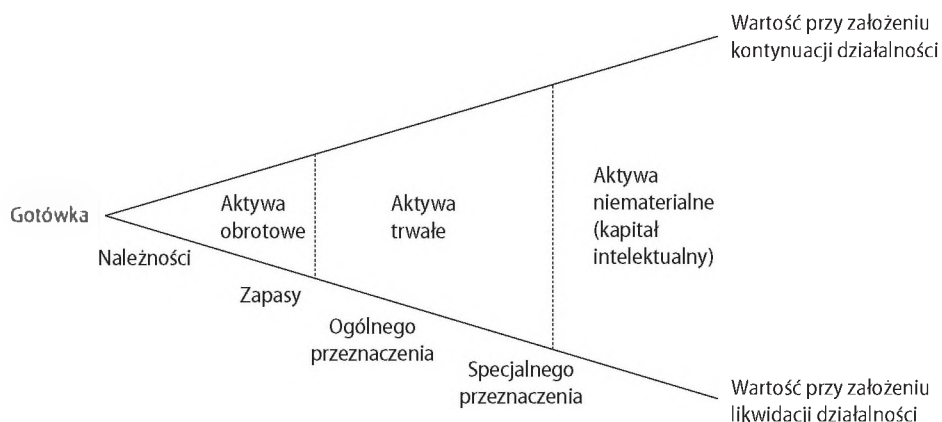 Wartość przy założeniu
kontynuacji działalności
Gotówka
Aktywa
obrotowe
Aktywa
trwałe
Aktywa
niematerialne
(kapitał
intelektualny)
Należności
Zapasy
Ogólnego
przeznaczenia
Specjalnego
przeznaczenia
Wartość przy założeniu
likwidacji działalności